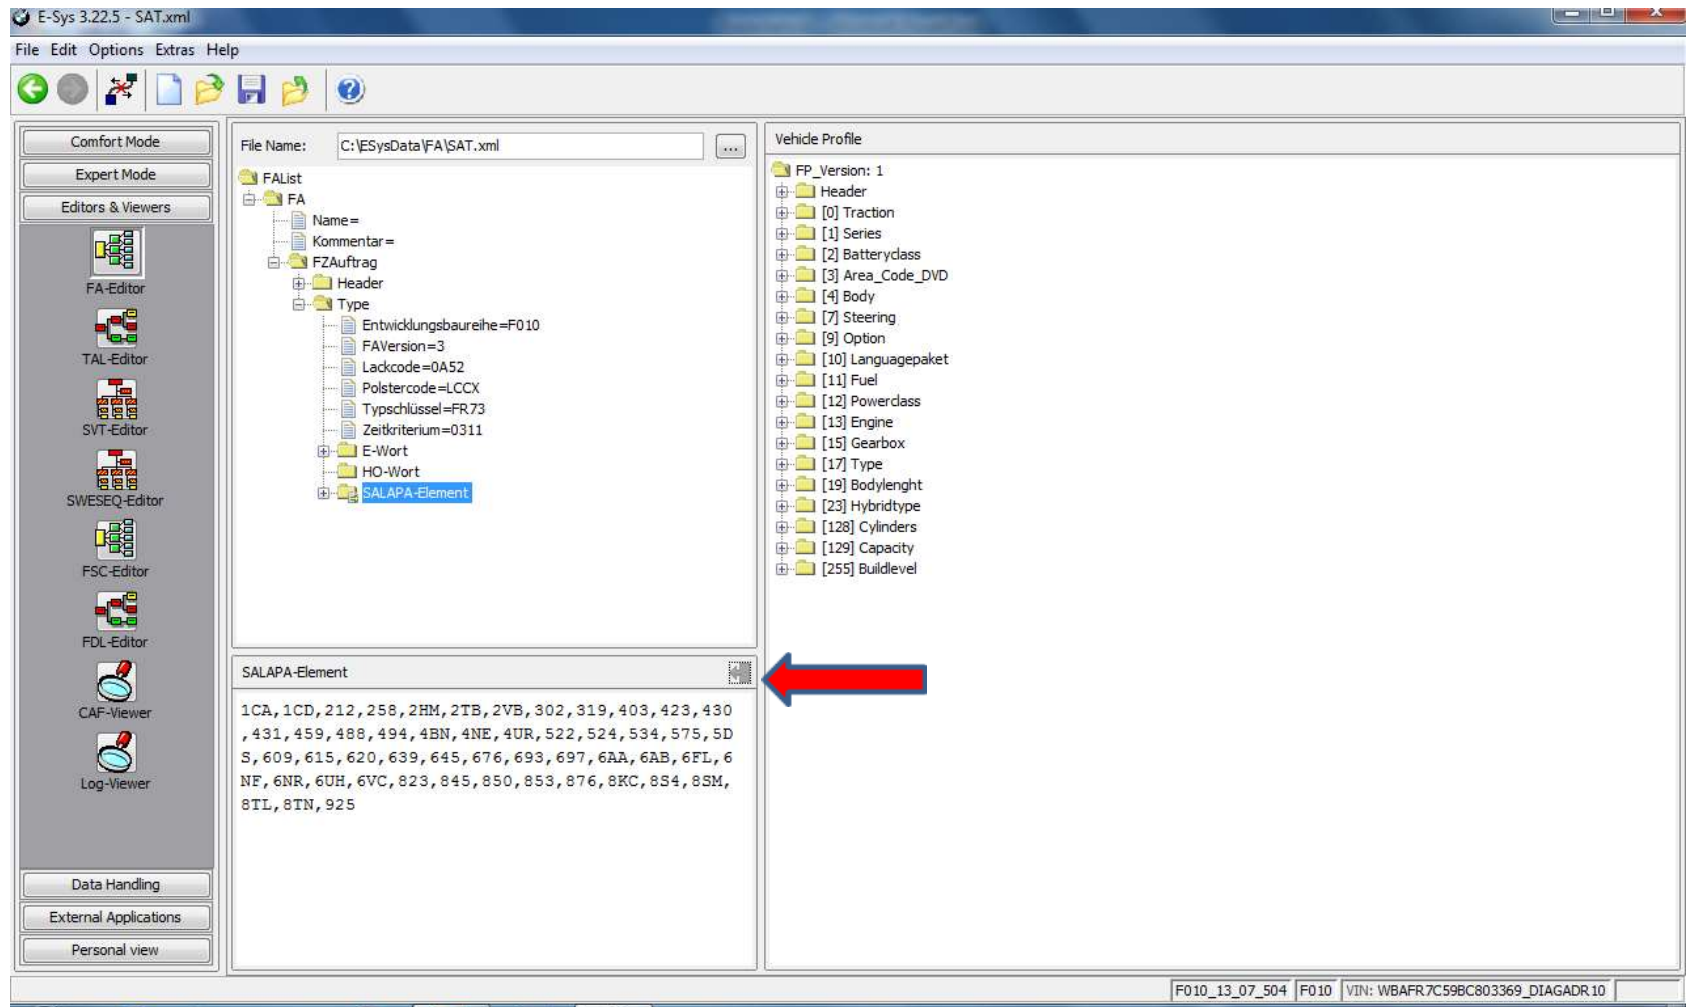 E-Sys 3.22.5 - SAT.xml
File Edit Options Extras Help
Comfort Mode
Expert Mode
Editors & Viewers
FA-Editor
TAL-Editor
SVT-Editor
SWESEQ-Editor
FSC-Editor
FDL-Editor
CAF-Viewer
Log-Viewer
Data Handling
External Applications
Personal view
File Name: C:\ESysData\FA\SAT.xml ...
FAList
FA
Name=
Kommentar=
FZAuftrag
Header
Type
Entwicklungsbaureihe=F010
FAVersion=3
Lackcode=0A52
Polstercode=LCCX
Typschlüssel=FR73
Zeitkriterium=0311
E-Wort
HO-Wort
SALAPA-Element
SALAPA-Element
1CA,1CD,212,258,2HM,2TB,2VB,302,319,403,423,430
,431,459,488,494,4BN,4NE,4UR,522,524,534,575,5D
S,609,615,620,639,645,676,693,697,6AA,6AB,6FL,6
NF,6NR,6UH,6VC,823,845,850,853,876,8KC,8S4,8SM,
8TL,8TN,925
Vehicle Profile
FP_Version: 1
Header
[0] Traction
[1] Series
[2] Batteryclass
[3] Area_Code_DVD
[4] Body
[7] Steering
[9] Option
[10] Languagepaket
[11] Fuel
[12] Powerclass
[13] Engine
[15] Gearbox
[17] Type
[19] Bodylenght
[23] Hybridtype
[128] Cylinders
[129] Capacity
[255] Buildlevel
F010_13_07_504 F010 VIN: WBAFR7C59BC803369_DIAGADR10